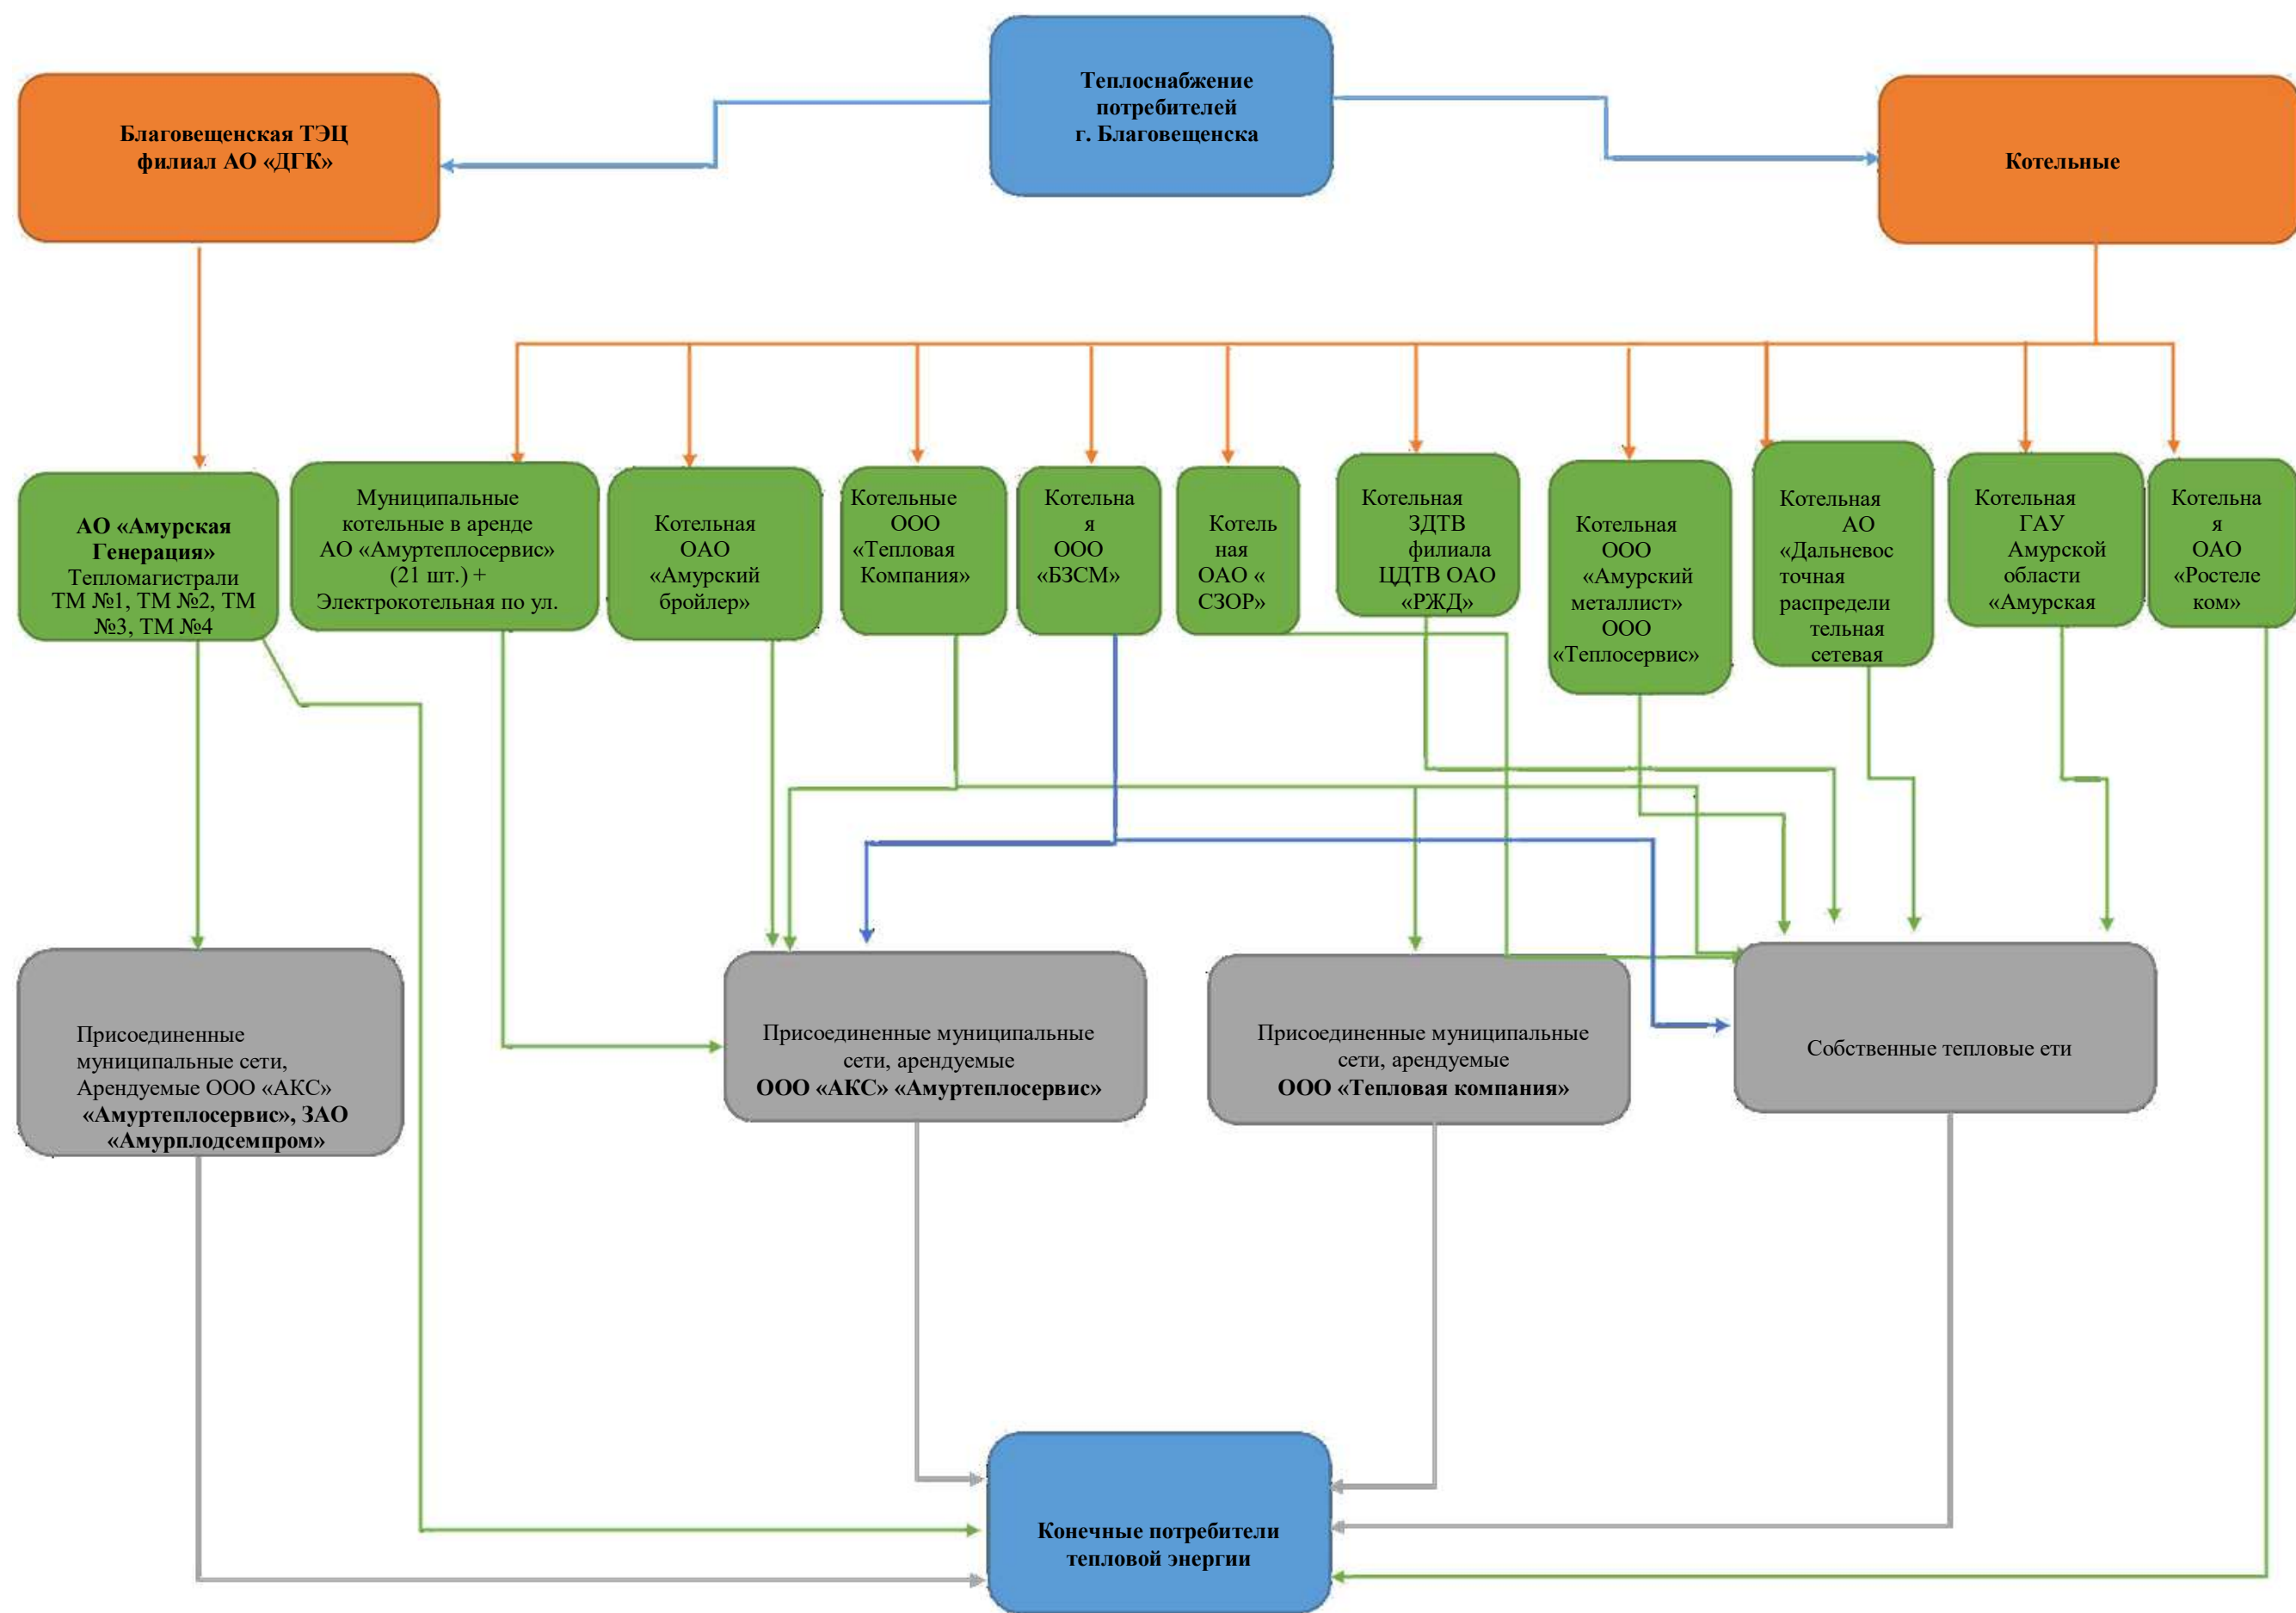 Теплоснабжение
потребителей
г. Благовещенска
Благовещенская ТЭЦ
филиал АО «ДГК»
Котельные
АО «Амурская
Генерация»
Тепломагистрали
ТМ №1, ТМ №2, ТМ
№3, ТМ №4
Муниципальные
котельные в аренде
АО «Амуртеплосервис»
(21 шт.) +
Электрокотельная по ул.
Котельная
ОАО
«Амурский
бройлер»
Котельные
ООО
«Тепловая
Компания»
Котельна
я
ООО
«БЗСМ»
Котель
ная
ОАО «
СЗОР»
Котельная
ЗДТВ
филиала
ЦДТВ ОАО
«РЖД»
Котельная
ООО
«Амурский
металлист»
ООО
«Теплосервис»
Котельная
АО
«Дальневос
точная
распредели
тельная
сетевая
Котельная
ГАУ
Амурской
области
«Амурская
Котельна
я
ОАО
«Ростеле
ком»
Присоединенные
муниципальные сети,
Арендуемые ООО «АКС»
«Амуртеплосервис», ЗАО
«Амурплодсемпром»
Присоединенные муниципальные
сети, арендуемые
ООО «АКС» «Амуртеплосервис»
Присоединенные муниципальные
сети, арендуемые
ООО «Тепловая компания»
Собственные тепловые ети
Конечные потребители
тепловой энергии